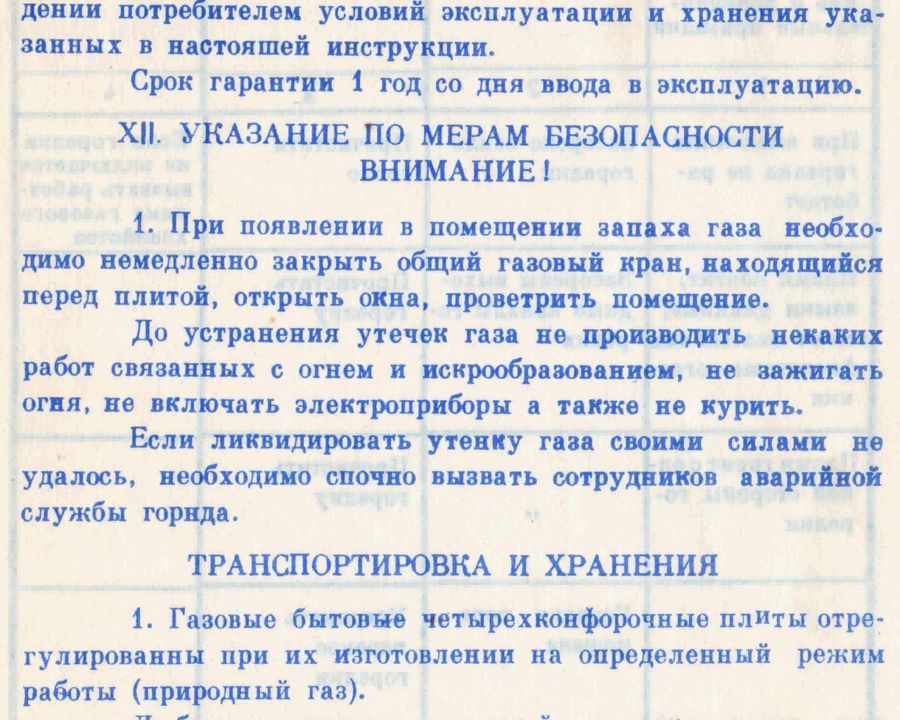 дении потребителем условий эксплуатации и хранения ука-
занных в настояшей инструкции.
Срок гарантии 1 год со дня ввода в эксплуатацию.
XII. УКАЗАНИЕ ПО МЕРАМ БЕЗОПАСНОСТИ
ВНИМАНИЕ!
1. При появлении в помещении запаха газа необхо-
димо немедленно закрыть общий газовый кран, находящийся
перед плитой, открыть окна, проветрить помещение.
До устранения утечек газа не производить некаких
работ связанных с огнем и искрообразованием, не зажигать
огня, не включать электроприборы а также не курить.
Если ликвидировать утенку газа своими силами не
удалось, необходимо спочно вызвать сотрудников аварийной
службы горнда.
ТРАНСПОРТИРОВКА И ХРАНЕНИЯ
1. Газовые бытовые четырехконфорочные плиты отре-
гулированны при их изготовлении на определенный режим
работы (природный газ).